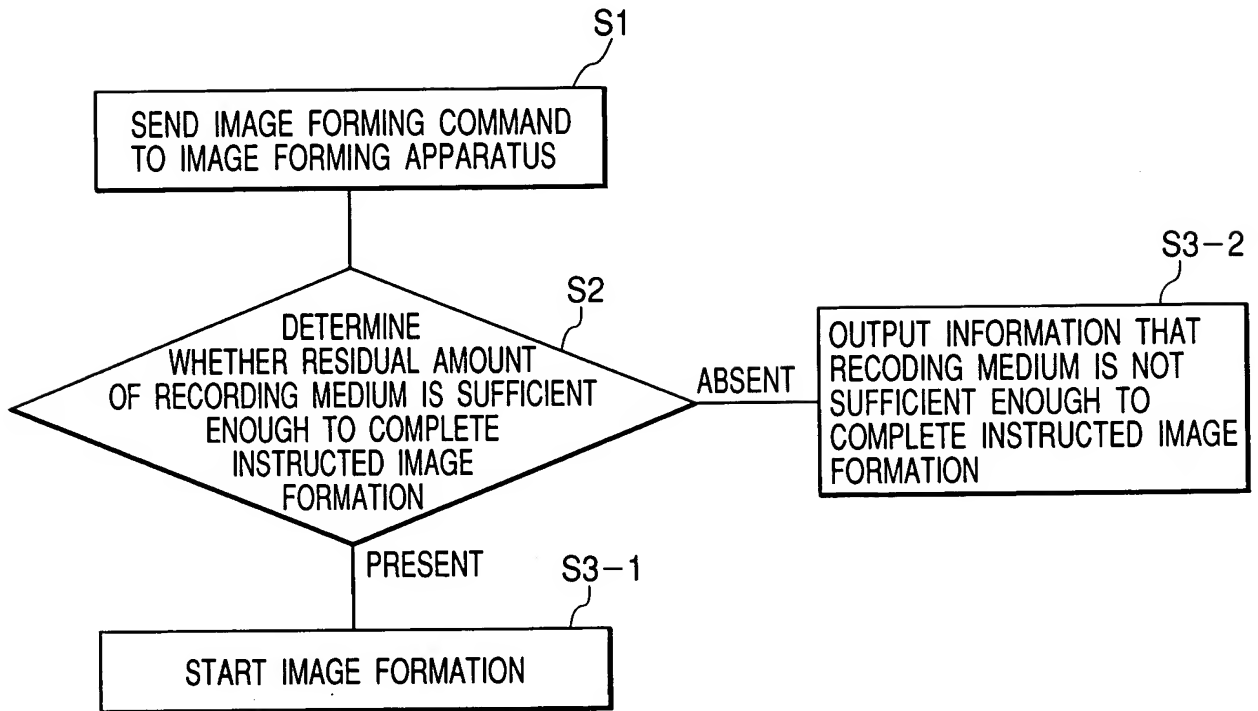 S1
SEND IMAGE FORMING COMMAND
TO IMAGE FORMING APPARATUS
S2
DETERMINE
WHETHER RESIDUAL AMOUNT
OF RECORDING MEDIUM IS SUFFICIENT
ENOUGH TO COMPLETE
INSTRUCTED IMAGE
FORMATION
ABSENT
S3-2
OUTPUT INFORMATION THAT
RECODING MEDIUM IS NOT
SUFFICIENT ENOUGH TO
COMPLETE INSTRUCTED IMAGE
FORMATION
PRESENT
S3-1
START IMAGE FORMATION